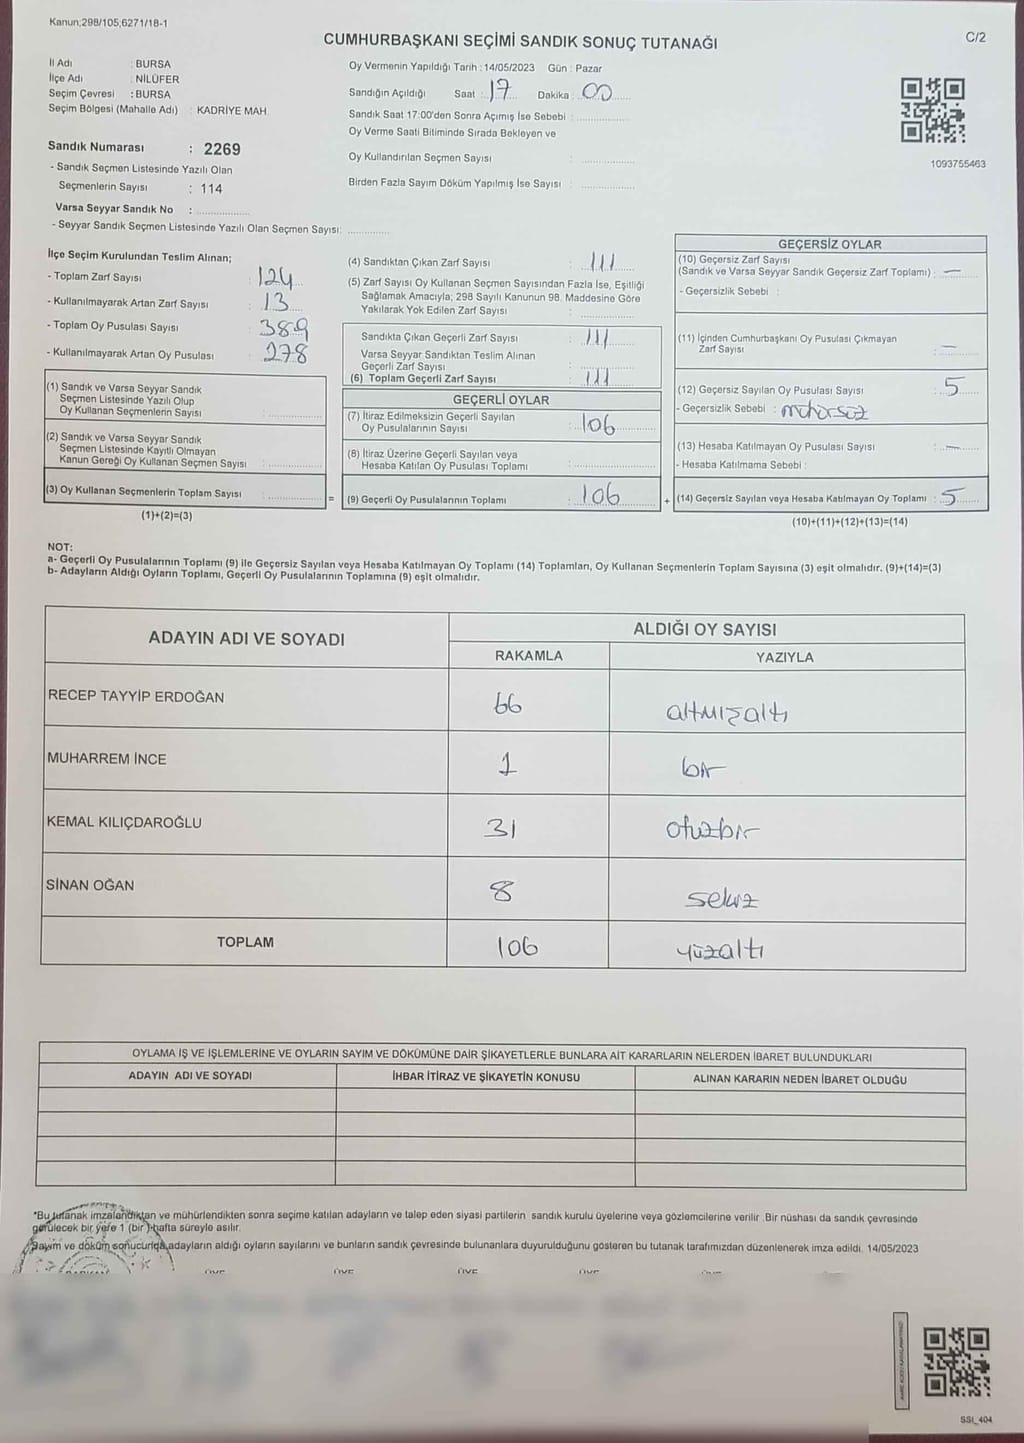 Kanun;298/105;6271/18-1
C/2
CUMHURBAŞKANI SEÇİMİ SANDIK SONUÇ TUTANAĞI
İl Adı : BURSA
İlçe Adı : NİLÜFER
Seçim Çevresi : BURSA
Seçim Bölgesi (Mahalle Adı) : KADRİYE MAH.
Sandık Numarası : 2269
- Sandık Seçmen Listesinde Yazılı Olan
Seçmenlerin Sayısı : 114
Varsa Seyyar Sandık No :
- Seyyar Sandık Seçmen Listesinde Yazılı Olan Seçmen Sayısı:
Oy Vermenin Yapıldığı Tarih : 14/05/2023 Gün : Pazar
Sandığın Açıldığı Saat : 17 Dakika : 00
Sandık Saat 17:00'den Sonra Açımış İse Sebebi :
Oy Verme Saati Bitiminde Sırada Bekleyen ve
Oy Kullandırılan Seçmen Sayısı :
Birden Fazla Sayım Döküm Yapılmış İse Sayısı :
1093755463
İlçe Seçim Kurulundan Teslim Alınan;
- Toplam Zarf Sayısı : 124
- Kullanılmayarak Artan Zarf Sayısı : 13
- Toplam Oy Pusulası Sayısı : 389
- Kullanılmayarak Artan Oy Pusulası : 278
(1) Sandık ve Varsa Seyyar Sandık
Seçmen Listesinde Yazılı Olup
Oy Kullanan Seçmenlerin Sayısı :
(2) Sandık ve Varsa Seyyar Sandık
Seçmen Listesinde Kayıtlı Olmayan
Kanun Gereği Oy Kullanan Seçmen Sayısı :
(3) Oy Kullanan Seçmenlerin Toplam Sayısı : =
(1)+(2)=(3)
(4) Sandıktan Çıkan Zarf Sayısı : 111
(5) Zarf Sayısı Oy Kullanan Seçmen Sayısından Fazla İse, Eşitliği
Sağlamak Amacıyla; 298 Sayılı Kanunun 98. Maddesine Göre
Yakılarak Yok Edilen Zarf Sayısı :
Sandıkta Çıkan Geçerli Zarf Sayısı : 111
Varsa Seyyar Sandıktan Teslim Alınan
Geçerli Zarf Sayısı :
(6) Toplam Geçerli Zarf Sayısı : 111
GEÇERLİ OYLAR
(7) İtiraz Edilmeksizin Geçerli Sayılan
Oy Pusulalarının Sayısı : 106
(8) İtiraz Üzerine Geçerli Sayılan veya
Hesaba Katılan Oy Pusulası Toplamı :
(9) Geçerli Oy Pusulalarının Toplamı : 106 +
GEÇERSİZ OYLAR
(10) Geçersiz Zarf Sayısı
(Sandık ve Varsa Seyyar Sandık Geçersiz Zarf Toplamı) : —
- Geçersizlik Sebebi :
(11) İçinden Cumhurbaşkanı Oy Pusulası Çıkmayan
Zarf Sayısı : —
(12) Geçersiz Sayılan Oy Pusulası Sayısı : 5
- Geçersizlik Sebebi : mühürsüz
(13) Hesaba Katılmayan Oy Pusulası Sayısı : —
- Hesaba Katılmama Sebebi :
(14) Geçersiz Sayılan veya Hesaba Katılmayan Oy Toplamı : 5
(10)+(11)+(12)+(13)=(14)
NOT:
a- Geçerli Oy Pusulalarının Toplamı (9) ile Geçersiz Sayılan veya Hesaba Katılmayan Oy Toplamı (14) Toplamları, Oy Kullanan Seçmenlerin Toplam Sayısına (3) eşit olmalıdır. (9)+(14)=(3)
b- Adayların Aldığı Oyların Toplamı, Geçerli Oy Pusulalarının Toplamına (9) eşit olmalıdır.
ADAYIN ADI VE SOYADI
ALDIĞI OY SAYISI
RAKAMLA YAZIYLA
RECEP TAYYİP ERDOĞAN 66 altmışaltı
MUHARREM İNCE 1 bir
KEMAL KILIÇDAROĞLU 31 otuzbir
SİNAN OĞAN 8 sekiz
TOPLAM 106 yüzaltı
OYLAMA İŞ VE İŞLEMLERİNE VE OYLARIN SAYIM VE DÖKÜMÜNE DAİR ŞİKAYETLERLE BUNLARA AİT KARARLARIN NELERDEN İBARET BULUNDUKLARI
ADAYIN ADI VE SOYADI İHBAR İTİRAZ VE ŞİKAYETİN KONUSU ALINAN KARARIN NEDEN İBARET OLDUĞU
*Bu tutanak imzalandıktan ve mühürlendikten sonra seçime katılan adayların ve talep eden siyasi partilerin sandık kurulu üyelerine veya gözlemcilerine verilir. Bir nüshası da sandık çevresinde
görülecek bir yere 1 (bir) hafta süreyle asılır.
Sayım ve döküm sonucunda adayların aldığı oyların sayılarını ve bunların sandık çevresinde bulunanlara duyurulduğunu gösteren bu tutanak tarafımızdan düzenlenerek imza edildi. 14/05/2023
SSİ_404